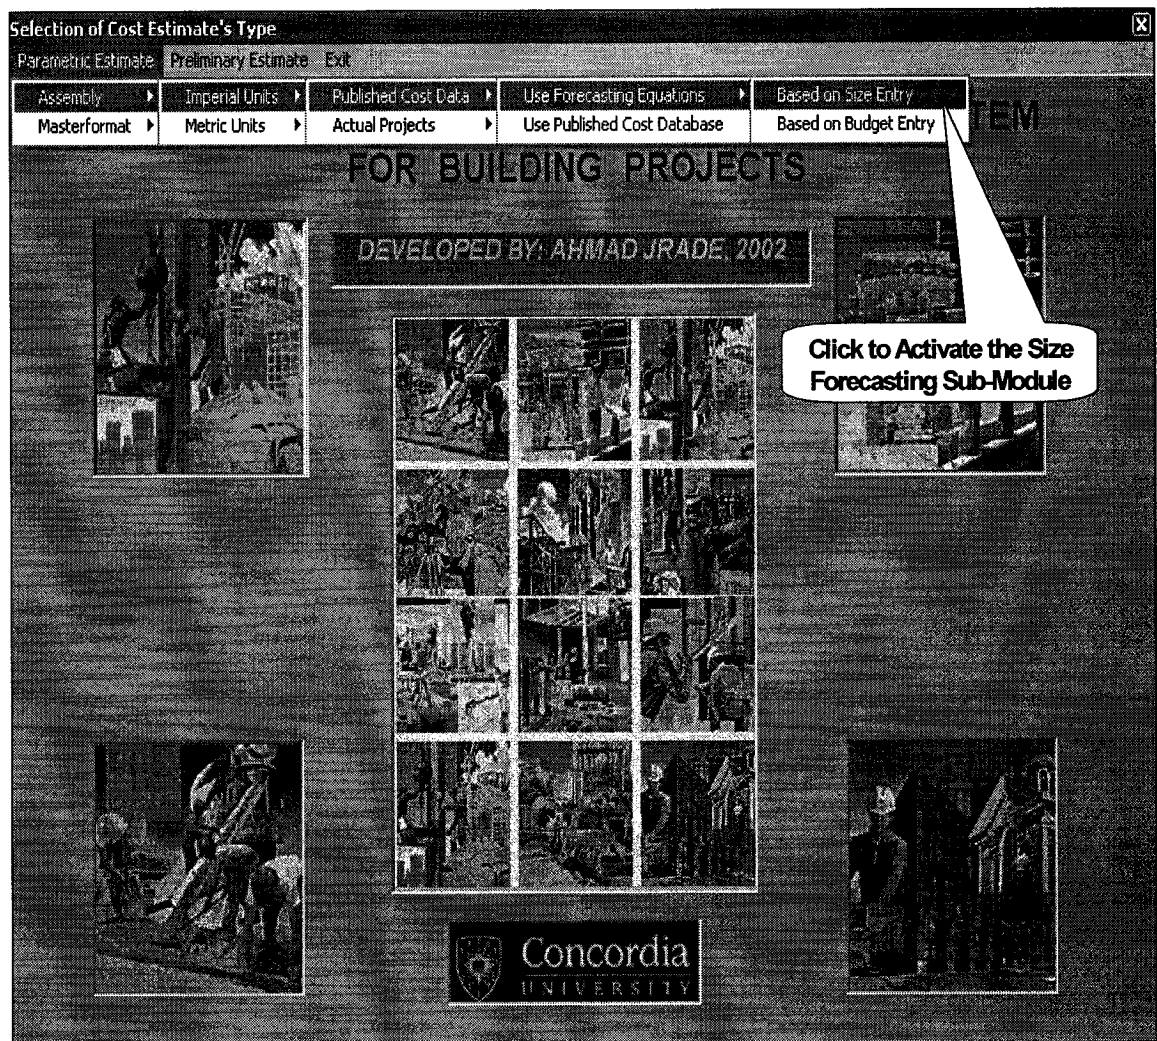 Selection of Cost Estimate's Type
Parametric Estimate Preliminary Estimate Exit
Assembly Imperial Units Published Cost Data Use Forecasting Equations Based on Size Entry
Masterformat Metric Units Actual Projects Use Published Cost Database Based on Budget Entry
TEM
FOR BUILDING PROJECTS
DEVELOPED BY: AHMAD JRADE, 2002
Click to Activate the Size
Forecasting Sub-Module
Concordia
UNIVERSITY